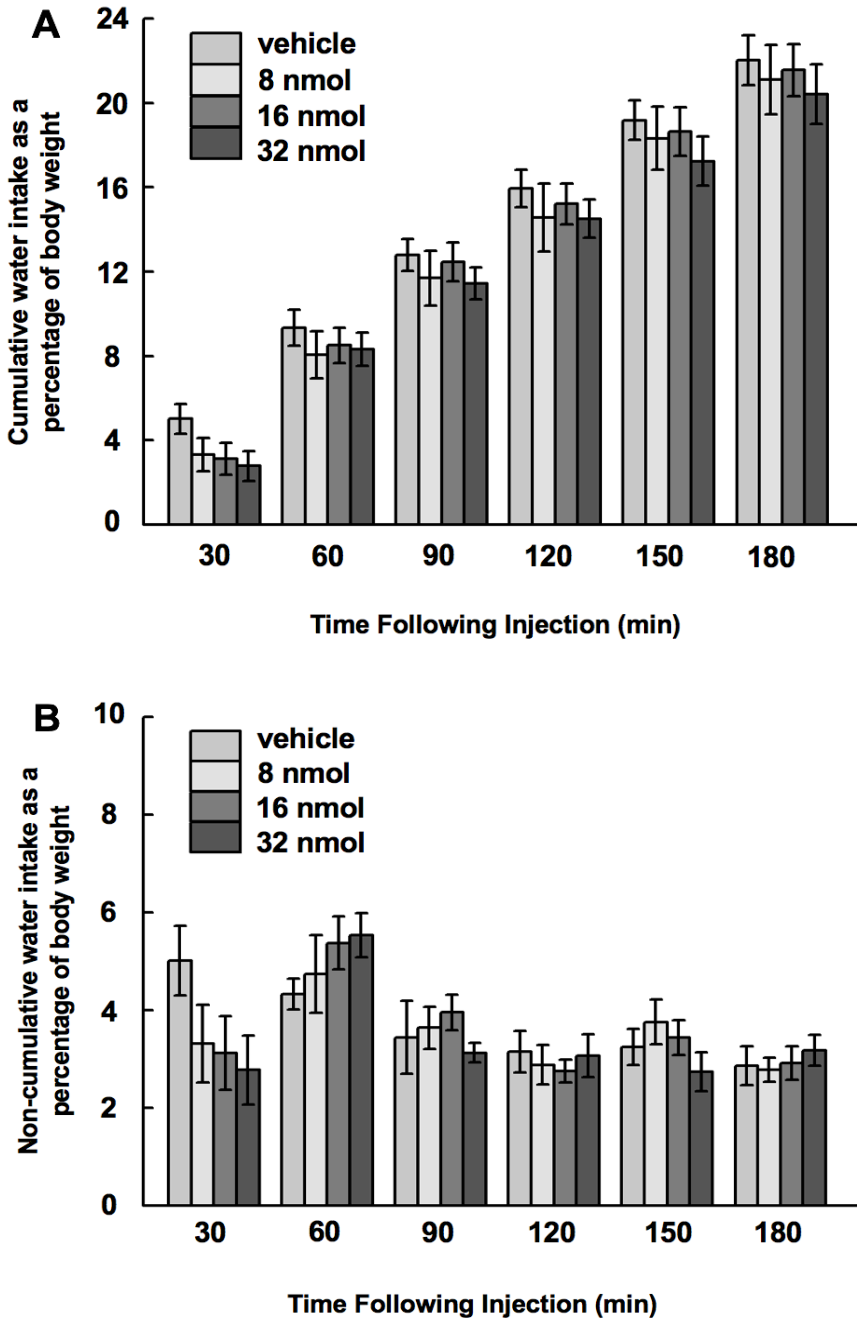 A
24
20
16
12
8
4
0
Cumulative water intake as a
percentage of body weight
vehicle
8 nmol
16 nmol
32 nmol
30 60 90 120 150 180
Time Following Injection (min)
B
10
8
6
4
2
0
Non-cumulative water intake as a
percentage of body weight
vehicle
8 nmol
16 nmol
32 nmol
30 60 90 120 150 180
Time Following Injection (min)